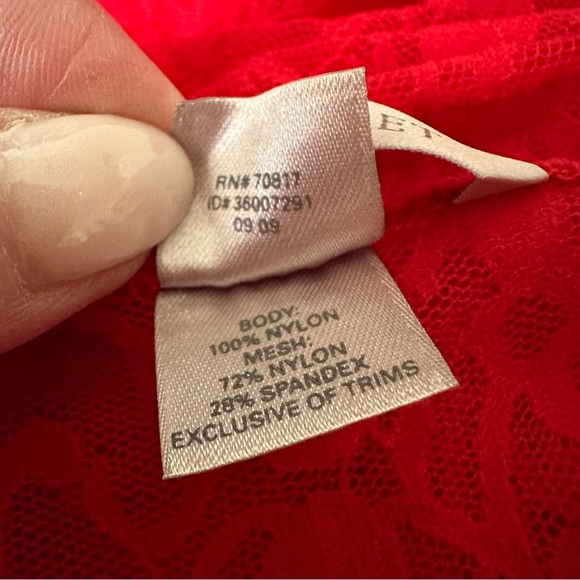 RN# 70817
ID# 36007291
09 09
BODY:
100% NYLON
MESH:
72% NYLON
28% SPANDEX
EXCLUSIVE OF TRIMS